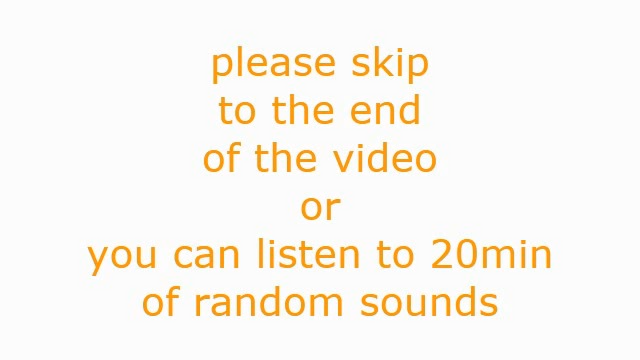 please skip
to the end
of the video
or
you can listen to 20min
of random sounds